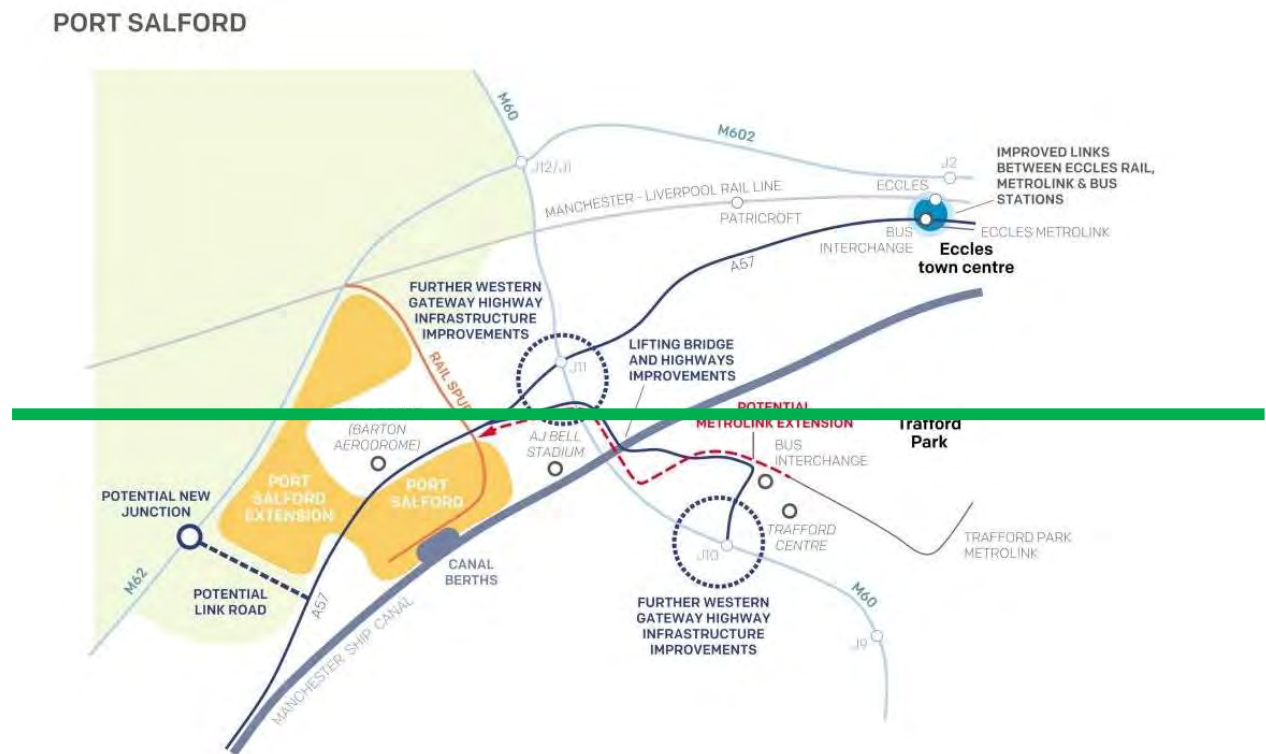 PORT SALFORD
M60
M602
J12/J1
J2
IMPROVED LINKS
BETWEEN ECCLES RAIL,
METROLINK & BUS
STATIONS
MANCHESTER - LIVERPOOL RAIL LINE
ECCLES
PATRICROFT
BUS
INTERCHANGE
ECCLES METROLINK
Eccles
town centre
A57
FURTHER WESTERN
GATEWAY HIGHWAY
INFRASTRUCTURE
IMPROVEMENTS
LIFTING BRIDGE
AND HIGHWAYS
IMPROVEMENTS
J11
RAIL SPUR
POTENTIAL
METROLINK EXTENSION
Trafford
Park
(BARTON
AERODROME)
AJ BELL
STADIUM
BUS
INTERCHANGE
PORT
SALFORD
EXTENSION
PORT
SALFORD
POTENTIAL NEW
JUNCTION
TRAFFORD
CENTRE
TRAFFORD PARK
METROLINK
J10
CANAL
BERTHS
M62
POTENTIAL
LINK ROAD
A57
MANCHESTER SHIP CANAL
FURTHER WESTERN
GATEWAY HIGHWAY
INFRASTRUCTURE
IMPROVEMENTS
M60
J9